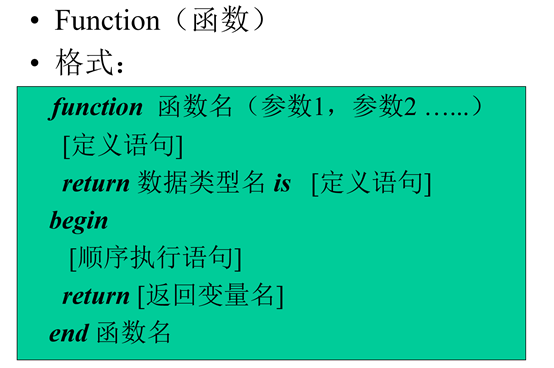 • Function（函数）
• 格式：
function 函数名（参数1，参数2 …...）
[定义语句]
return 数据类型名 is [定义语句]
begin
[顺序执行语句]
return [返回变量名]
end 函数名